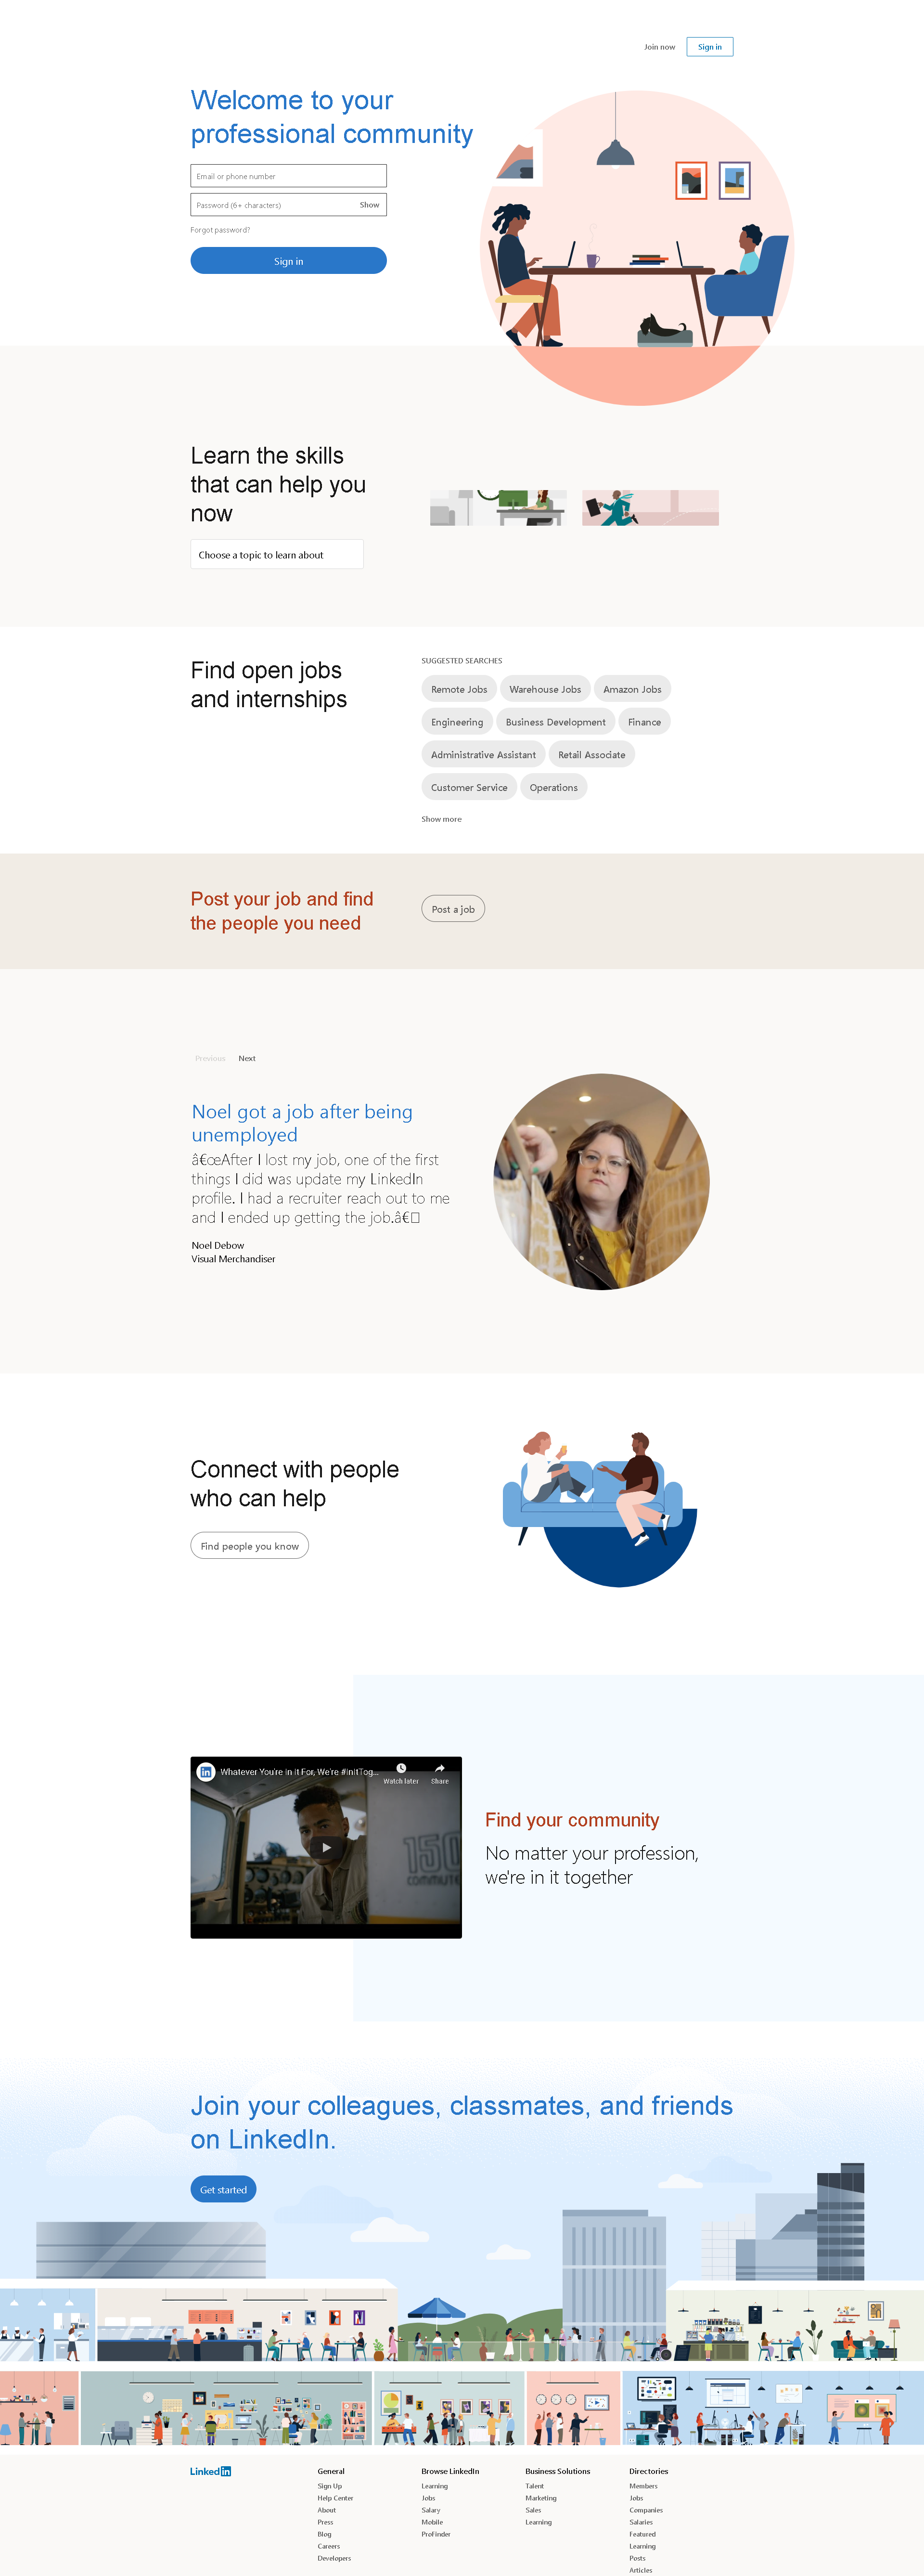 Join now
Sign in
Welcome to your
professional community
Email or phone number
Password (6+ characters)
Show
Forgot password?
Sign in
Learn the skills
that can help you
now
Choose a topic to learn about
Find open jobs
and internships
SUGGESTED SEARCHES
Remote Jobs
Warehouse Jobs
Amazon Jobs
Engineering
Business Development
Finance
Administrative Assistant
Retail Associate
Customer Service
Operations
Show more
Post your job and find
the people you need
Post a job
Previous
Next
Noel got a job after being
unemployed
â€œAfter I lost my job, one of the first
things I did was update my LinkedIn
profile. I had a recruiter reach out to me
and I ended up getting the job.â€
Noel Debow
Visual Merchandiser
Connect with people
who can help
Find people you know
in
Whatever You're in It For, We're #InItTog...
Watch later
Share
150
COMMUTE
Find your community
No matter your profession,
we're in it together
Join your colleagues, classmates, and friends
on LinkedIn.
Get started
LinkedIn
General
Sign Up
Help Center
About
Press
Blog
Careers
Developers
Browse LinkedIn
Learning
Jobs
Salary
Mobile
ProFinder
Business Solutions
Talent
Marketing
Sales
Learning
Directories
Members
Jobs
Companies
Salaries
Featured
Learning
Posts
Articles